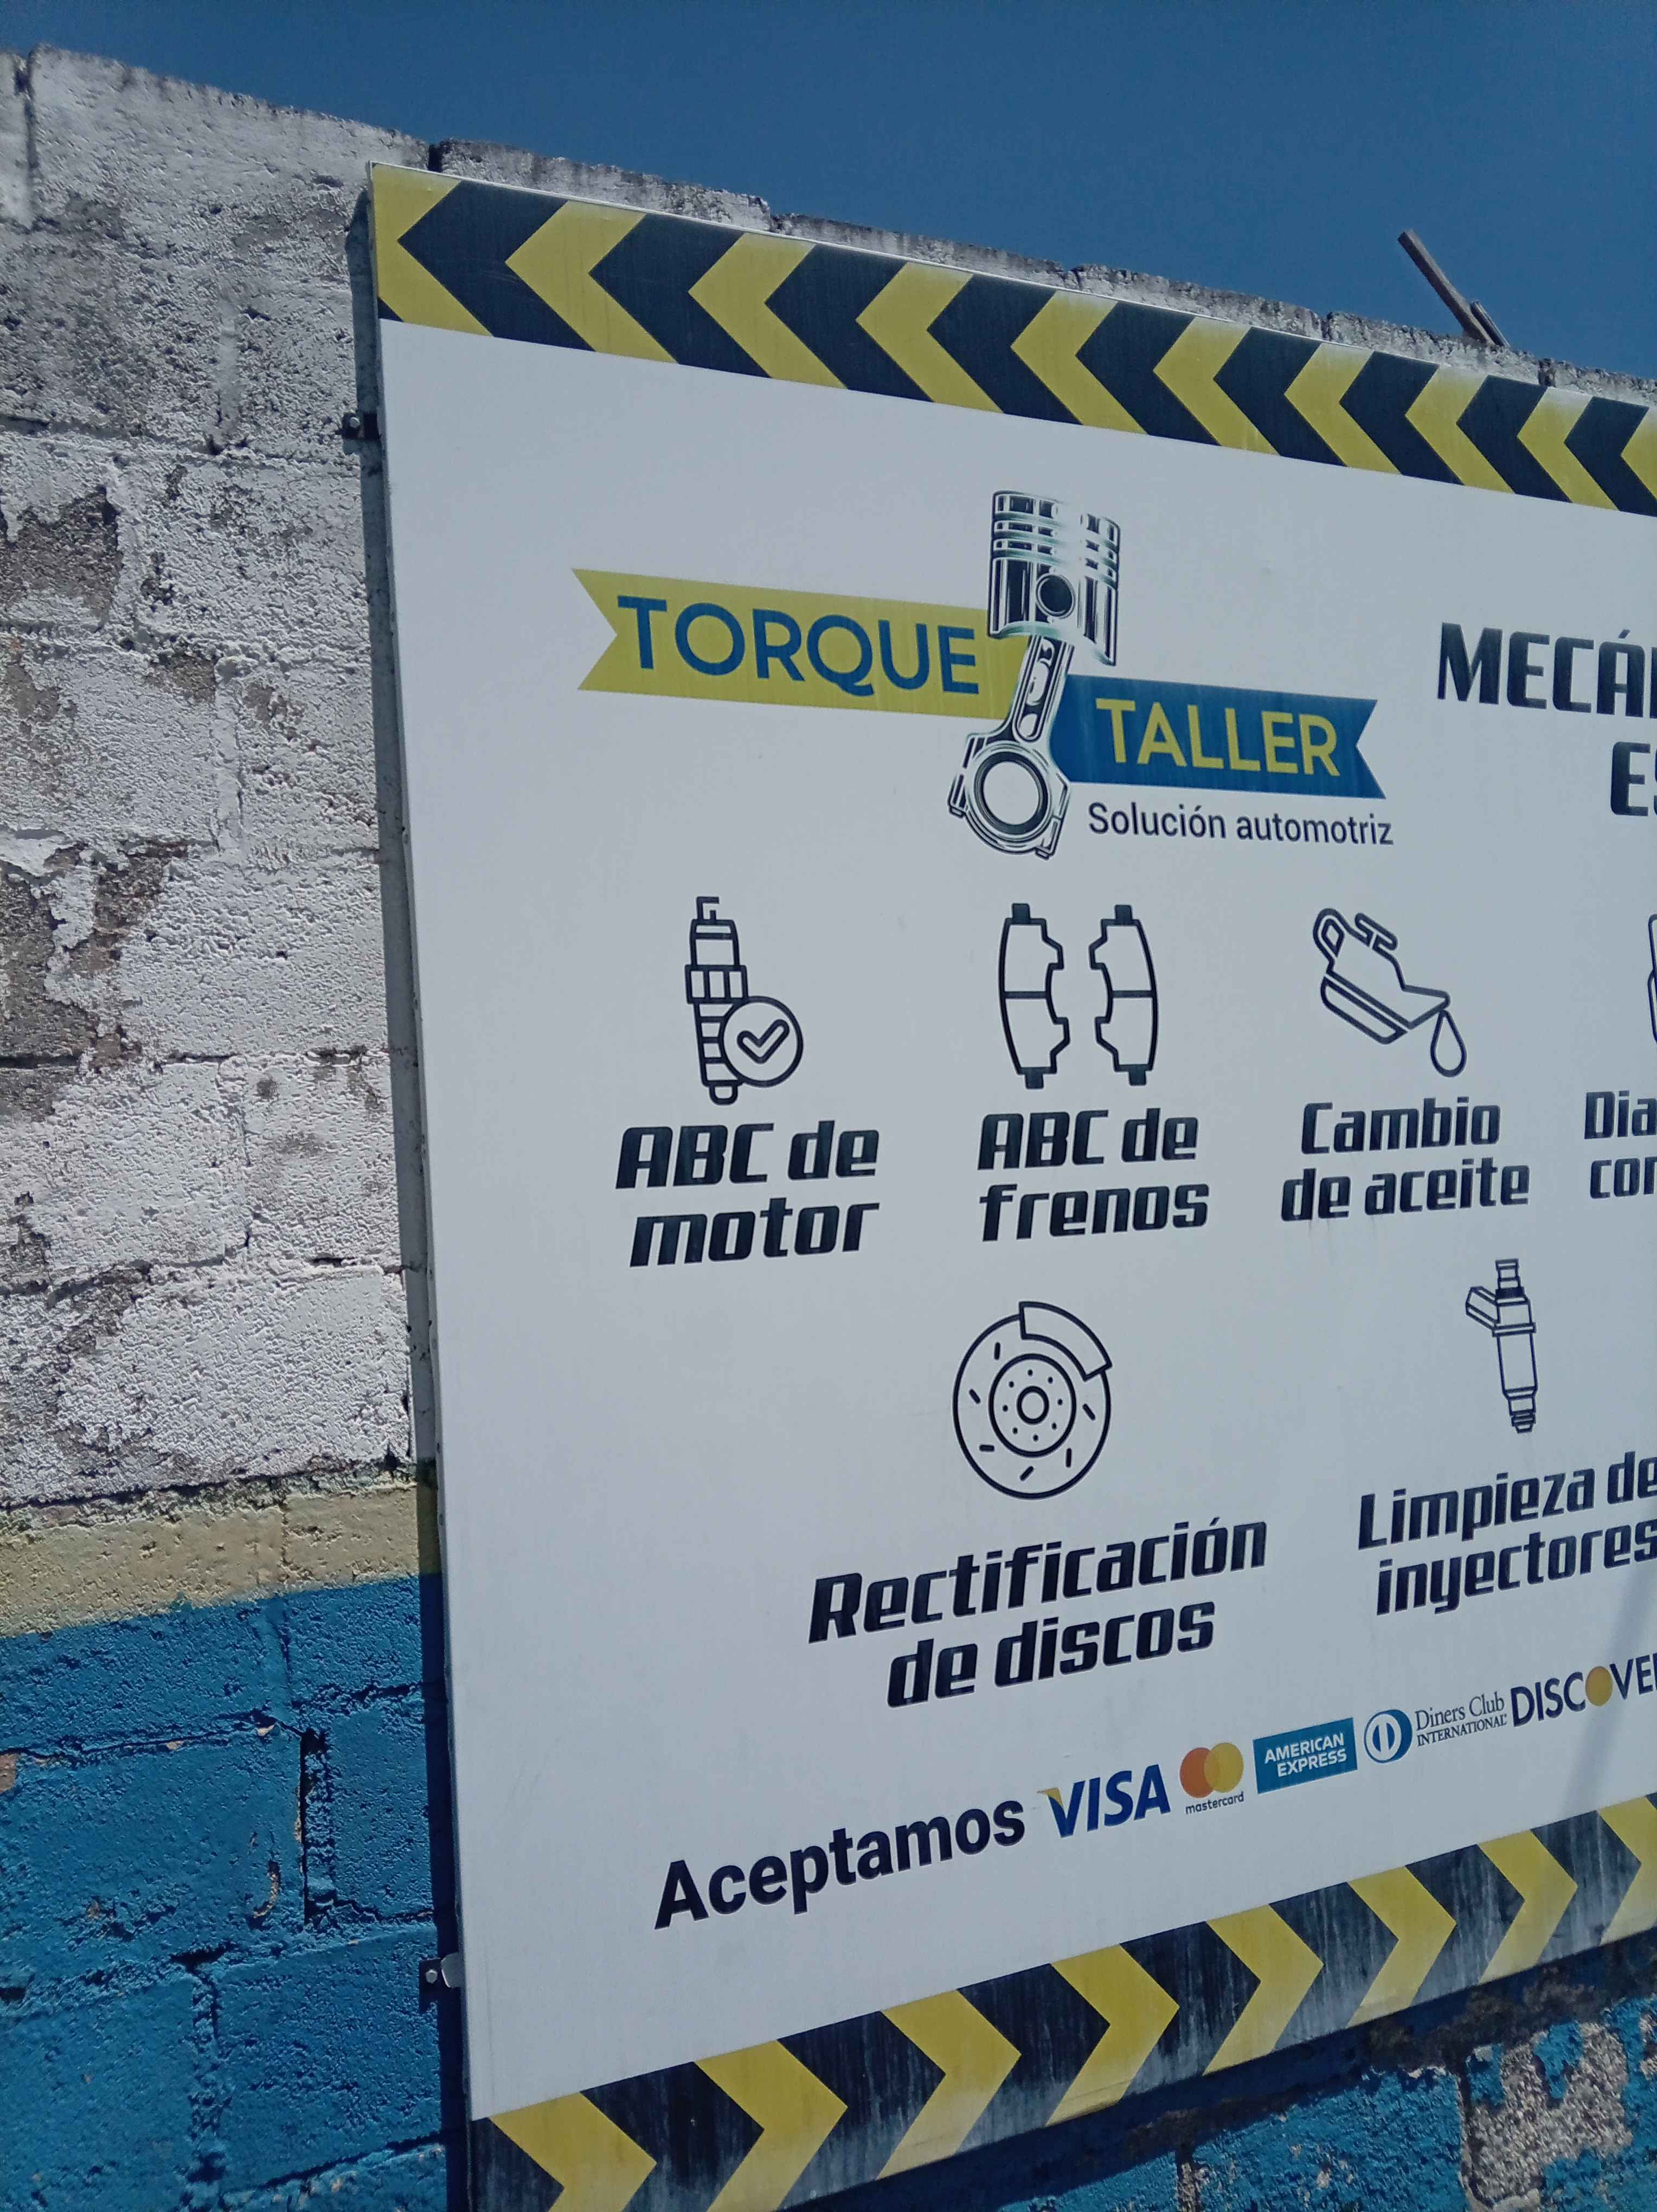 TORQUE
TALLER
Solución automotriz
ABC de
motor
ABC de
frenos
Cambio
de aceite
Rectificación
de discos
Limpieza de
inyectores
Aceptamos VISA mastercard AMERICAN EXPRESS Diners Club INTERNATIONAL DISCOVER